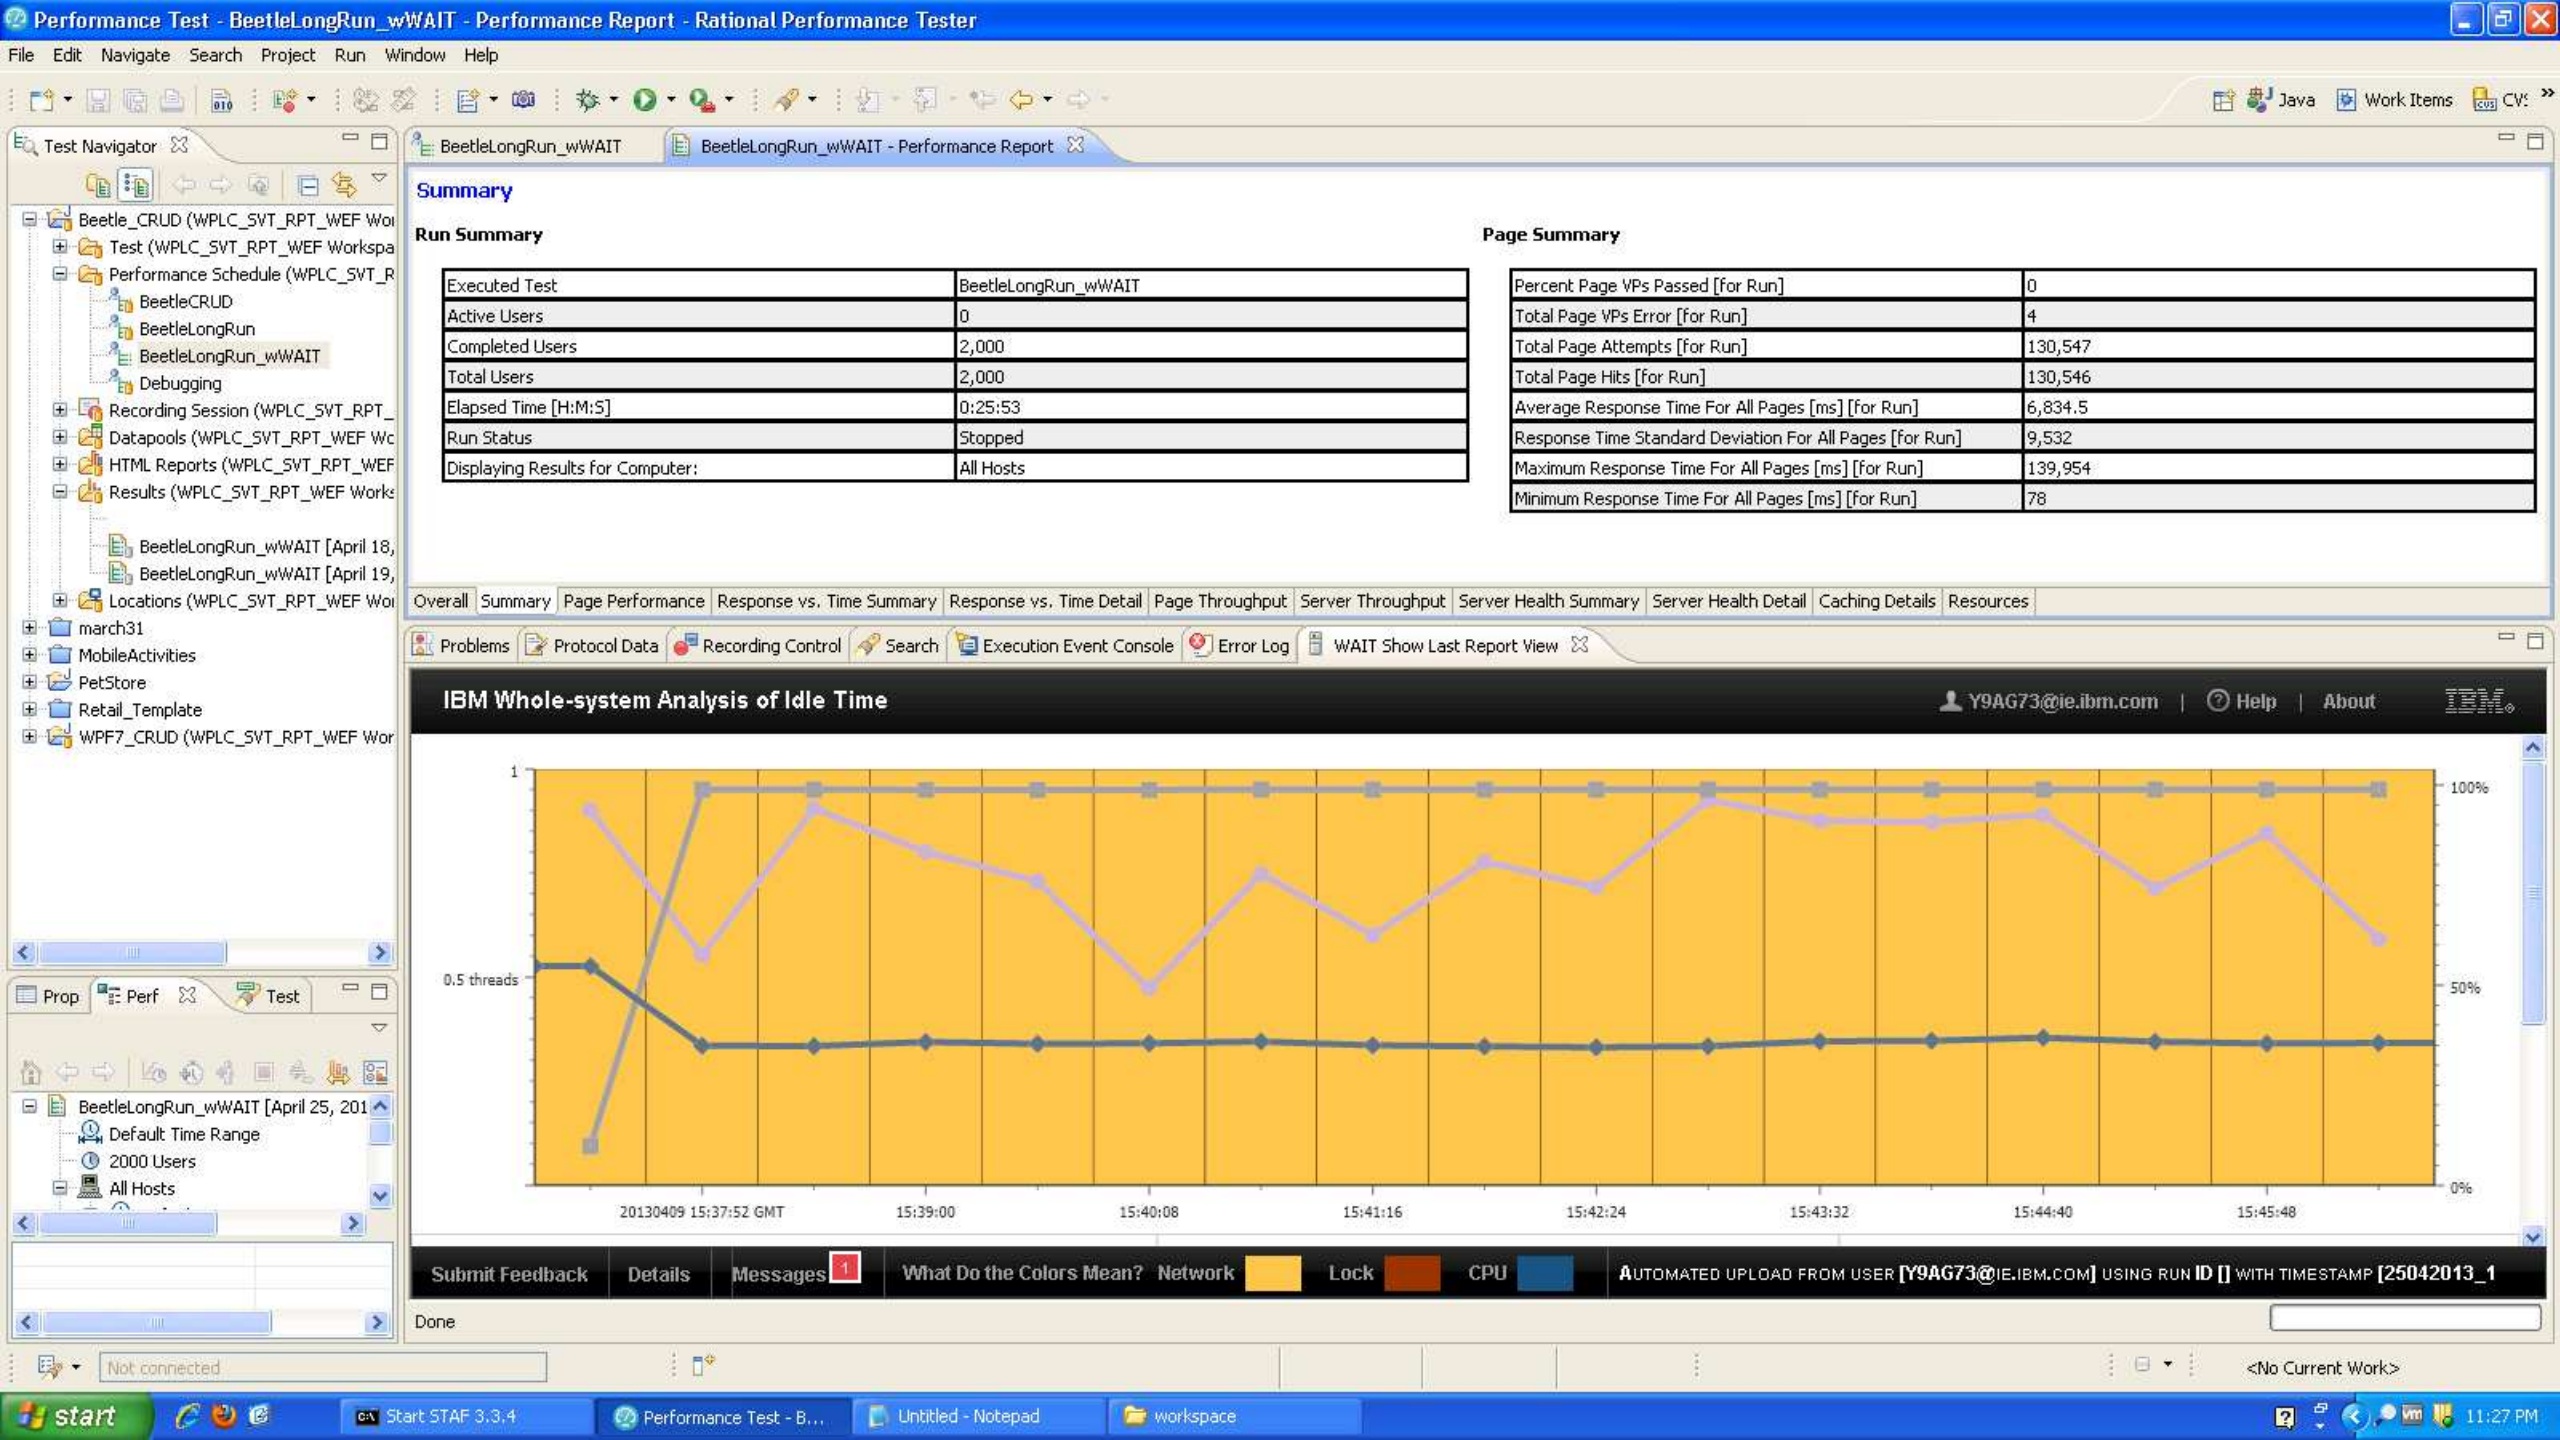 Performance Test - BeetleLongRun_wWAIT - Performance Report - Rational Performance Tester
File Edit Navigate Search Project Run Window Help
Java Work Items CVS
Test Navigator
BeetleLongRun_wWAIT BeetleLongRun_wWAIT - Performance Report
Beetle_CRUD (WPLC_SVT_RPT_WEF Wor
Test (WPLC_SVT_RPT_WEF Workspa
Performance Schedule (WPLC_SVT_R
BeetleCRUD
BeetleLongRun
BeetleLongRun_wWAIT
Debugging
Recording Session (WPLC_SVT_RPT_
Datapools (WPLC_SVT_RPT_WEF Wc
HTML Reports (WPLC_SVT_RPT_WEF
Results (WPLC_SVT_RPT_WEF Works
BeetleLongRun_wWAIT [April 18,
BeetleLongRun_wWAIT [April 19,
Locations (WPLC_SVT_RPT_WEF Wor
march31
MobileActivities
PetStore
Retail_Template
WPF7_CRUD (WPLC_SVT_RPT_WEF Wor
Summary
Run Summary
Executed Test BeetleLongRun_wWAIT
Active Users 0
Completed Users 2,000
Total Users 2,000
Elapsed Time [H:M:S] 0:25:53
Run Status Stopped
Displaying Results for Computer: All Hosts
Page Summary
Percent Page VPs Passed [for Run] 0
Total Page VPs Error [for Run] 4
Total Page Attempts [for Run] 130,547
Total Page Hits [for Run] 130,546
Average Response Time For All Pages [ms] [for Run] 6,834.5
Response Time Standard Deviation For All Pages [for Run] 9,532
Maximum Response Time For All Pages [ms] [for Run] 139,954
Minimum Response Time For All Pages [ms] [for Run] 78
Overall Summary Page Performance Response vs. Time Summary Response vs. Time Detail Page Throughput Server Throughput Server Health Summary Server Health Detail Caching Details Resources
Problems Protocol Data Recording Control Search Execution Event Console Error Log WAIT Show Last Report View
IBM Whole-system Analysis of Idle Time Y9AG73@ie.ibm.com | Help | About IBM
1 100%
0.5 threads 50%
0%
20130409 15:37:52 GMT 15:39:00 15:40:08 15:41:16 15:42:24 15:43:32 15:44:40 15:45:48
Submit Feedback Details Messages 1 What Do the Colors Mean? Network Lock CPU AUTOMATED UPLOAD FROM USER [Y9AG73@IE.IBM.COM] USING RUN ID [] WITH TIMESTAMP [25042013_1
Done
Prop Perf Test
BeetleLongRun_wWAIT [April 25, 201
Default Time Range
2000 Users
All Hosts
Not connected <No Current Work>
start Start STAF 3.3.4 Performance Test - B... Untitled - Notepad workspace 11:27 PM